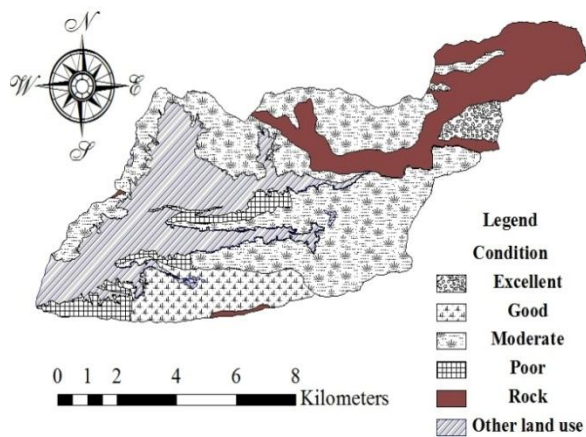 N
W E
S
Legend
Condition
Excellent
Good
Moderate
Poor
Rock
Other land use
0 1 2 4 6 8
Kilometers